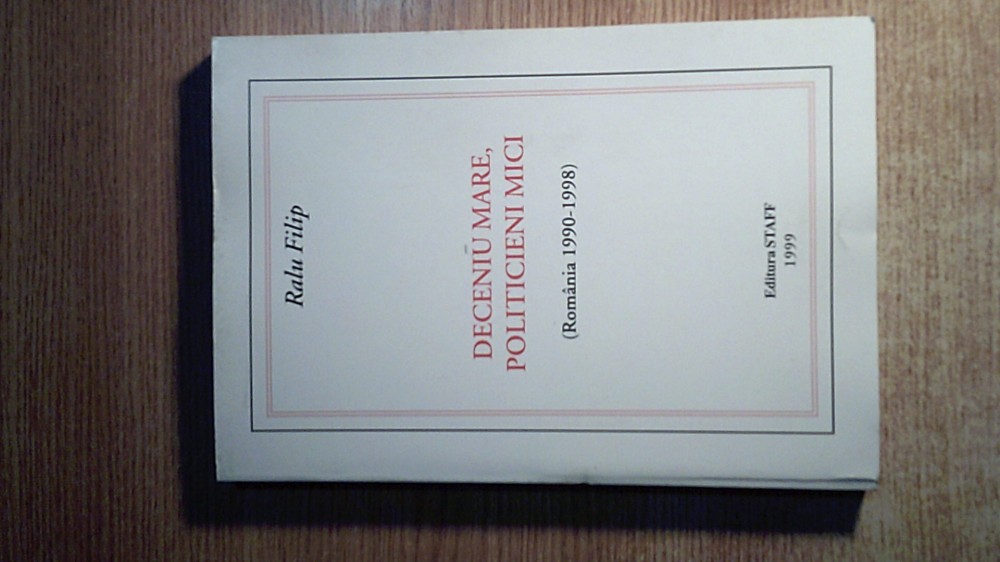 Ralu Filip
DECENIU MARE,
POLITICIENI MICI
(România 1990-1998)
Editura STAFF
1999